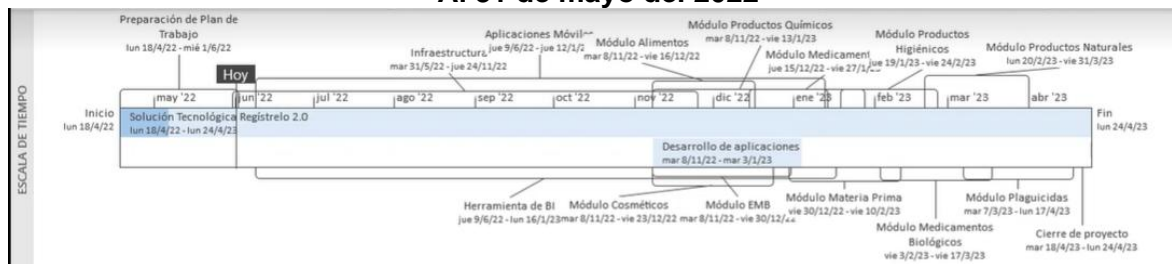 Al 31 de mayo del 2022
Preparación de Plan de
Trabajo
lun 18/4/22 - mié 1/6/22
Infraestructura
mar 31/5/22 - jue 24/11/22
Aplicaciones Móvil
jue 9/6/22 - jue 12/1/2
Módulo Alimentos
mar 8/11/22 - vie 16/12/22
Módulo Productos Químicos
mar 8/11/22 - vie 13/1/23
Módulo Medicament
jue 15/12/22 - vie 27/1/
Módulo Productos
Higiénicos
jue 19/1/23 - vie 24/2/23
Módulo Productos Naturales
lun 20/2/23 - vie 31/3/23
Hoy
ESCALA DE TIEMPO
may '22
jun '22
jul '22
ago '22
sep '22
oct '22
nov '22
dic '22
ene '23
feb '23
mar '23
abr '23
Inicio
lun 18/4/22
Solución Tecnológica Regístrelo 2.0
lun 18/4/22 - lun 24/4/23
Fin
lun 24/4/23
Desarrollo de aplicaciones
mar 8/11/22 - mar 3/1/23
Herramienta de BI
jue 9/6/22 - lun 16/1/23
Módulo Cosméticos
mar 8/11/22 - vie 23/12/22
Módulo EMB
mar 8/11/22 - vie 30/12/
Módulo Materia Prima
vie 30/12/22 - vie 10/2/23
Módulo Medicamentos
Biológicos
vie 3/2/23 - vie 17/3/23
Módulo Plaguicidas
mar 7/3/23 - lun 17/4/23
Cierre de proyecto
mar 18/4/23 - lun 24/4/23